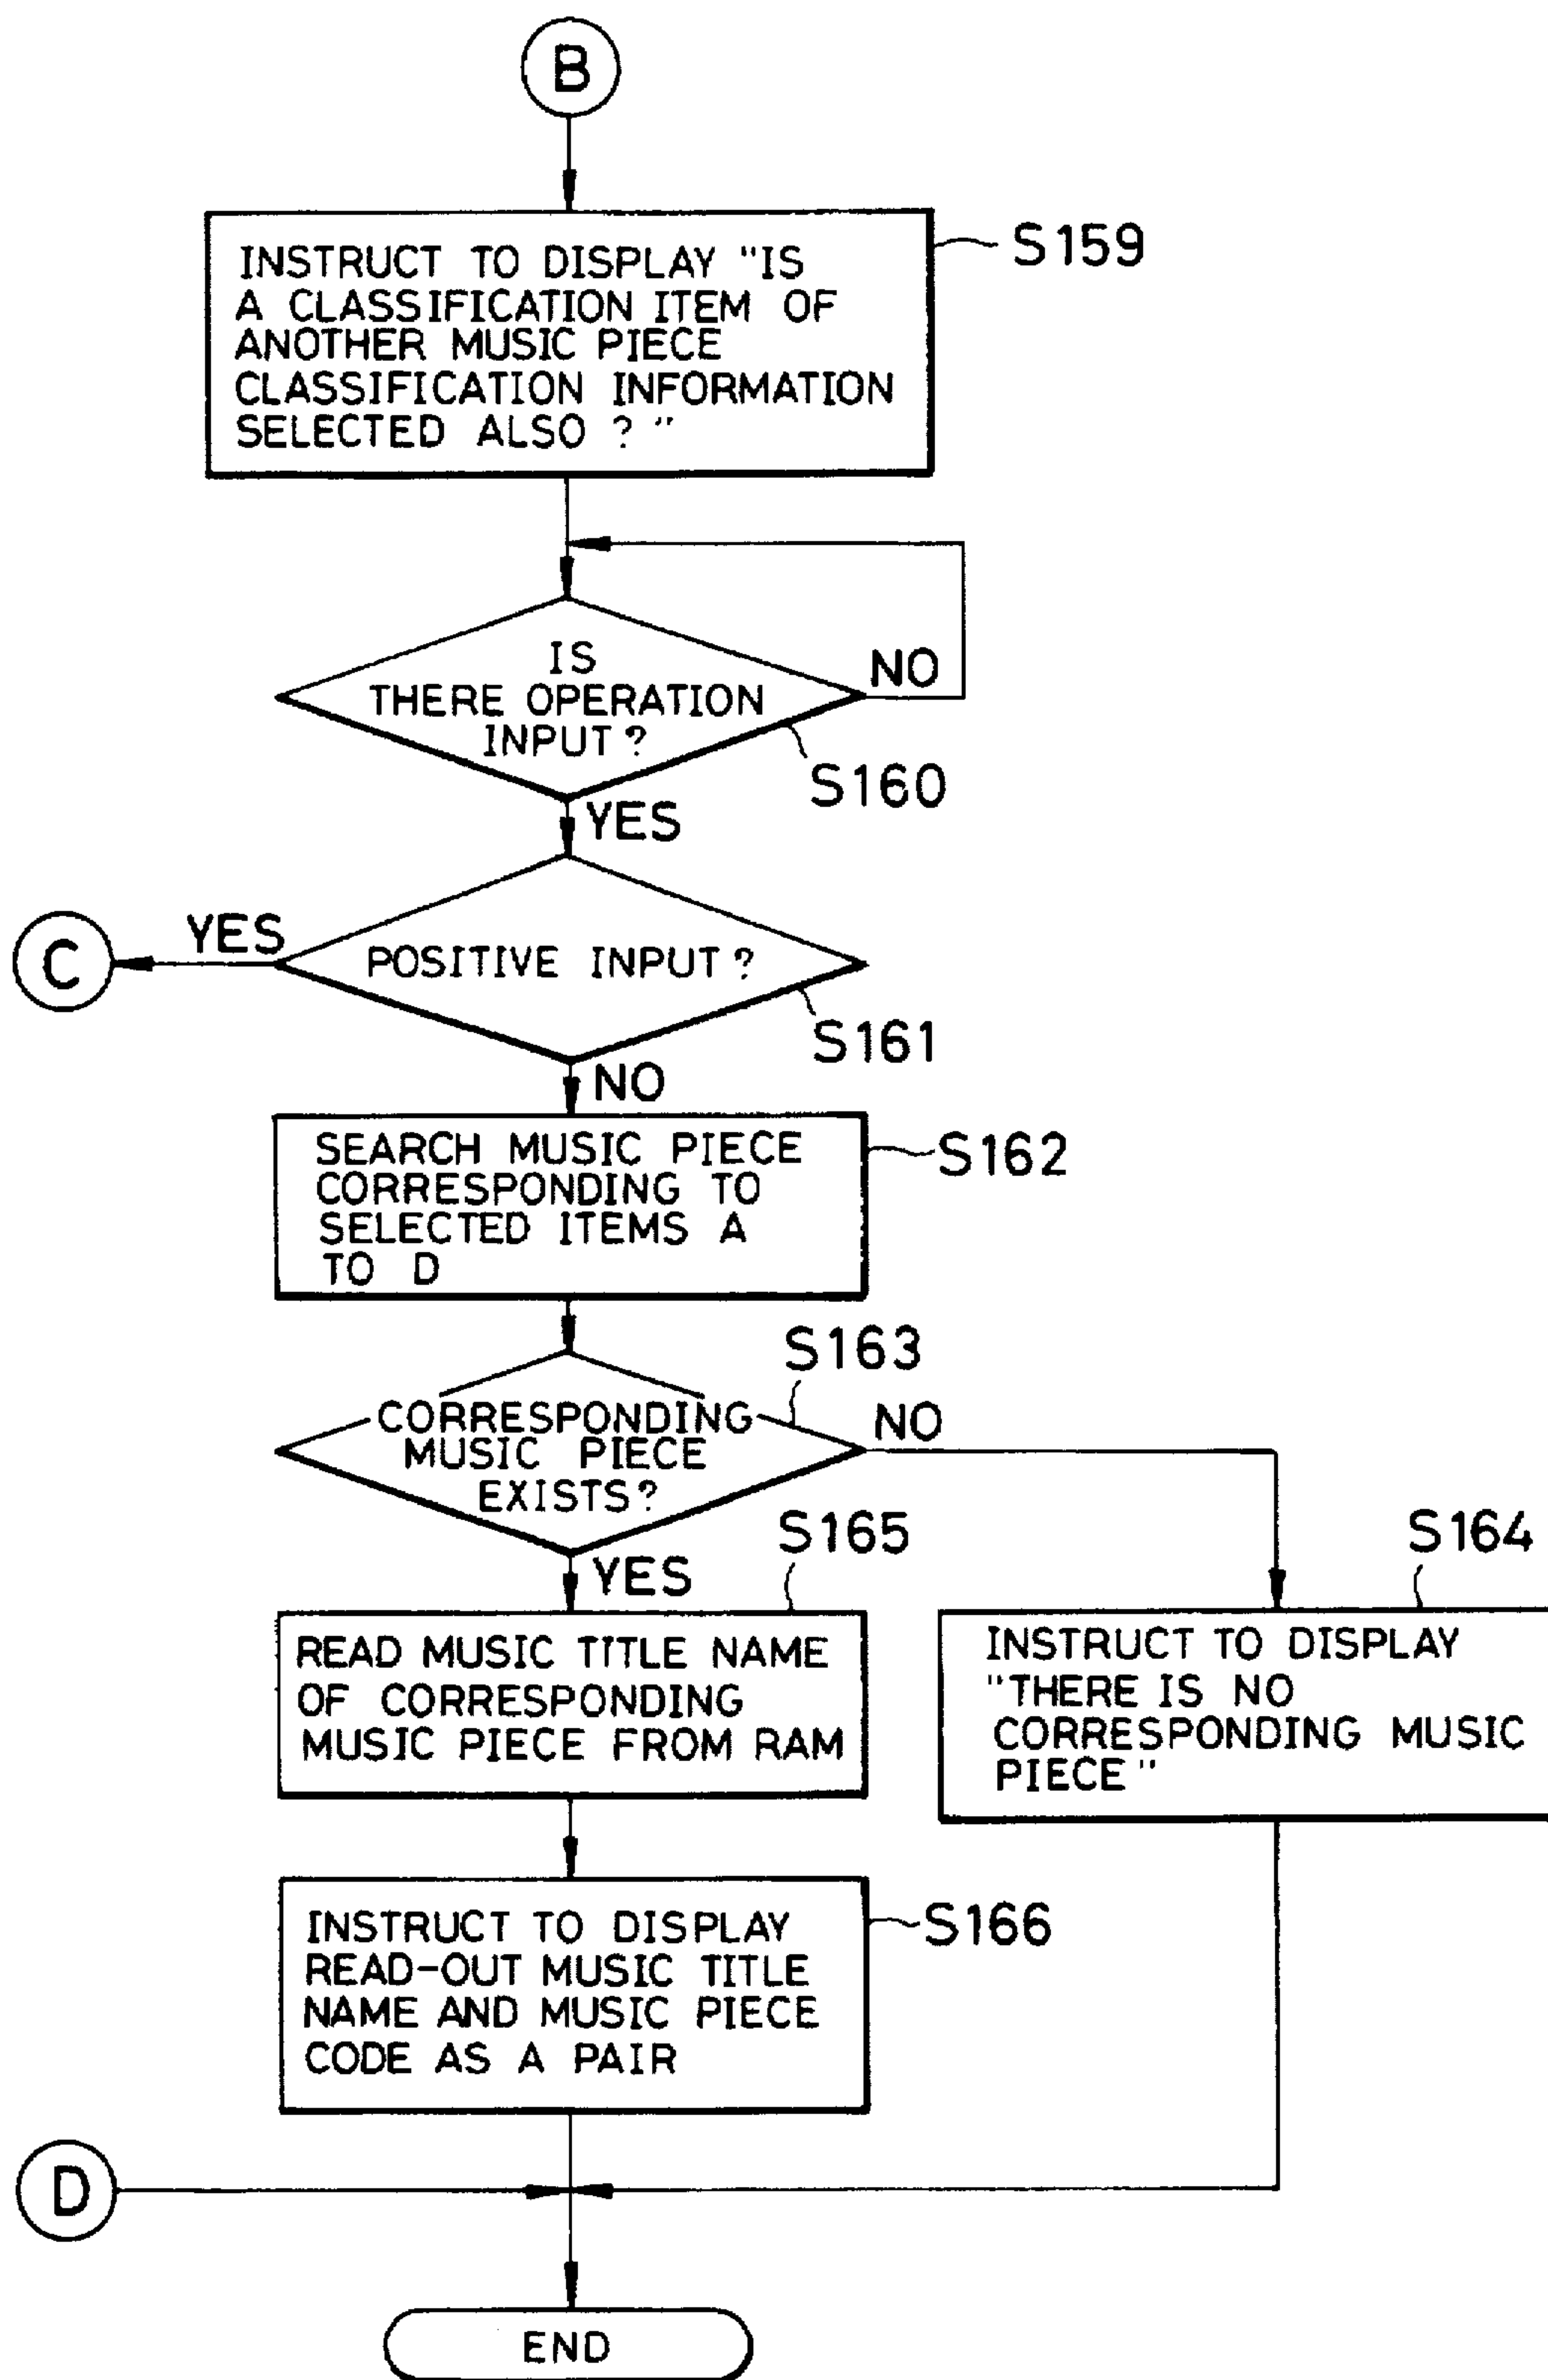 B
INSTRUCT TO DISPLAY "IS
A CLASSIFICATION ITEM OF
ANOTHER MUSIC PIECE
CLASSIFICATION INFORMATION
SELECTED ALSO ? "
S159
IS
THERE OPERATION
INPUT?
NO
S160
YES
POSITIVE INPUT?
YES
C
S161
NO
SEARCH MUSIC PIECE
CORRESPONDING TO
SELECTED ITEMS A
TO D
S162
S163
CORRESPONDING
MUSIC PIECE
EXISTS?
NO
YES
S165
READ MUSIC TITLE NAME
OF CORRESPONDING
MUSIC PIECE FROM RAM
S164
INSTRUCT TO DISPLAY
"THERE IS NO
CORRESPONDING MUSIC
PIECE"
INSTRUCT TO DISPLAY
READ-OUT MUSIC TITLE
NAME AND MUSIC PIECE
CODE AS A PAIR
S166
D
END